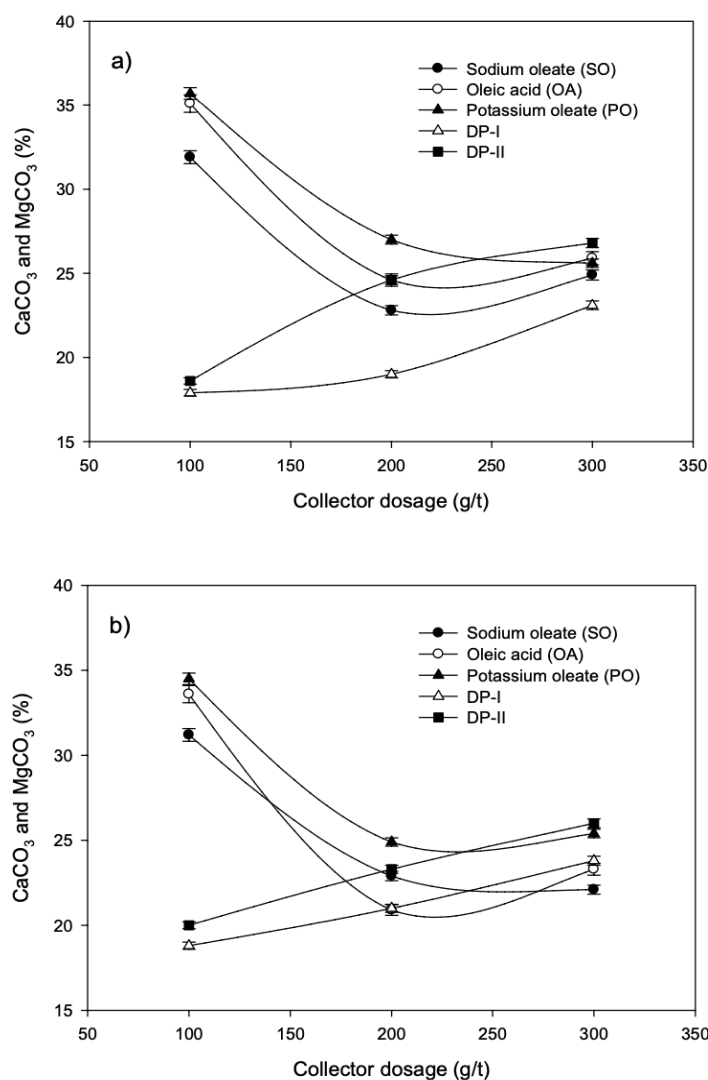 a)
40
35
30
25
20
15
CaCO₃ and MgCO₃ (%)
Sodium oleate (SO)
Oleic acid (OA)
Potassium oleate (PO)
DP-I
DP-II
50 100 150 200 250 300 350
Collector dosage (g/t)
b)
40
35
30
25
20
15
10
CaCO₃ and MgCO₃ (%)
Sodium oleate (SO)
Oleic acid (OA)
Potassium oleate (PO)
DP-I
DP-II
50 100 150 200 250 300 350
Collector dosage (g/t)